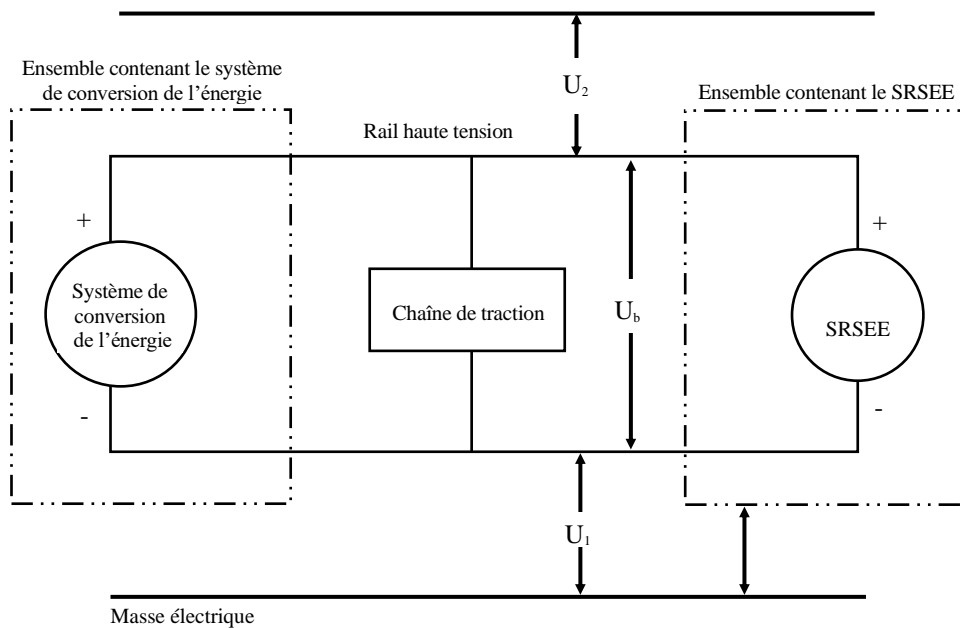 Ensemble contenant le système
de conversion de l’énergie
U2
Ensemble contenant le SRSEE
Rail haute tension
+
+
Système de
conversion
de l’énergie
Chaîne de traction
Ub
SRSEE
-
-
U1
Masse électrique